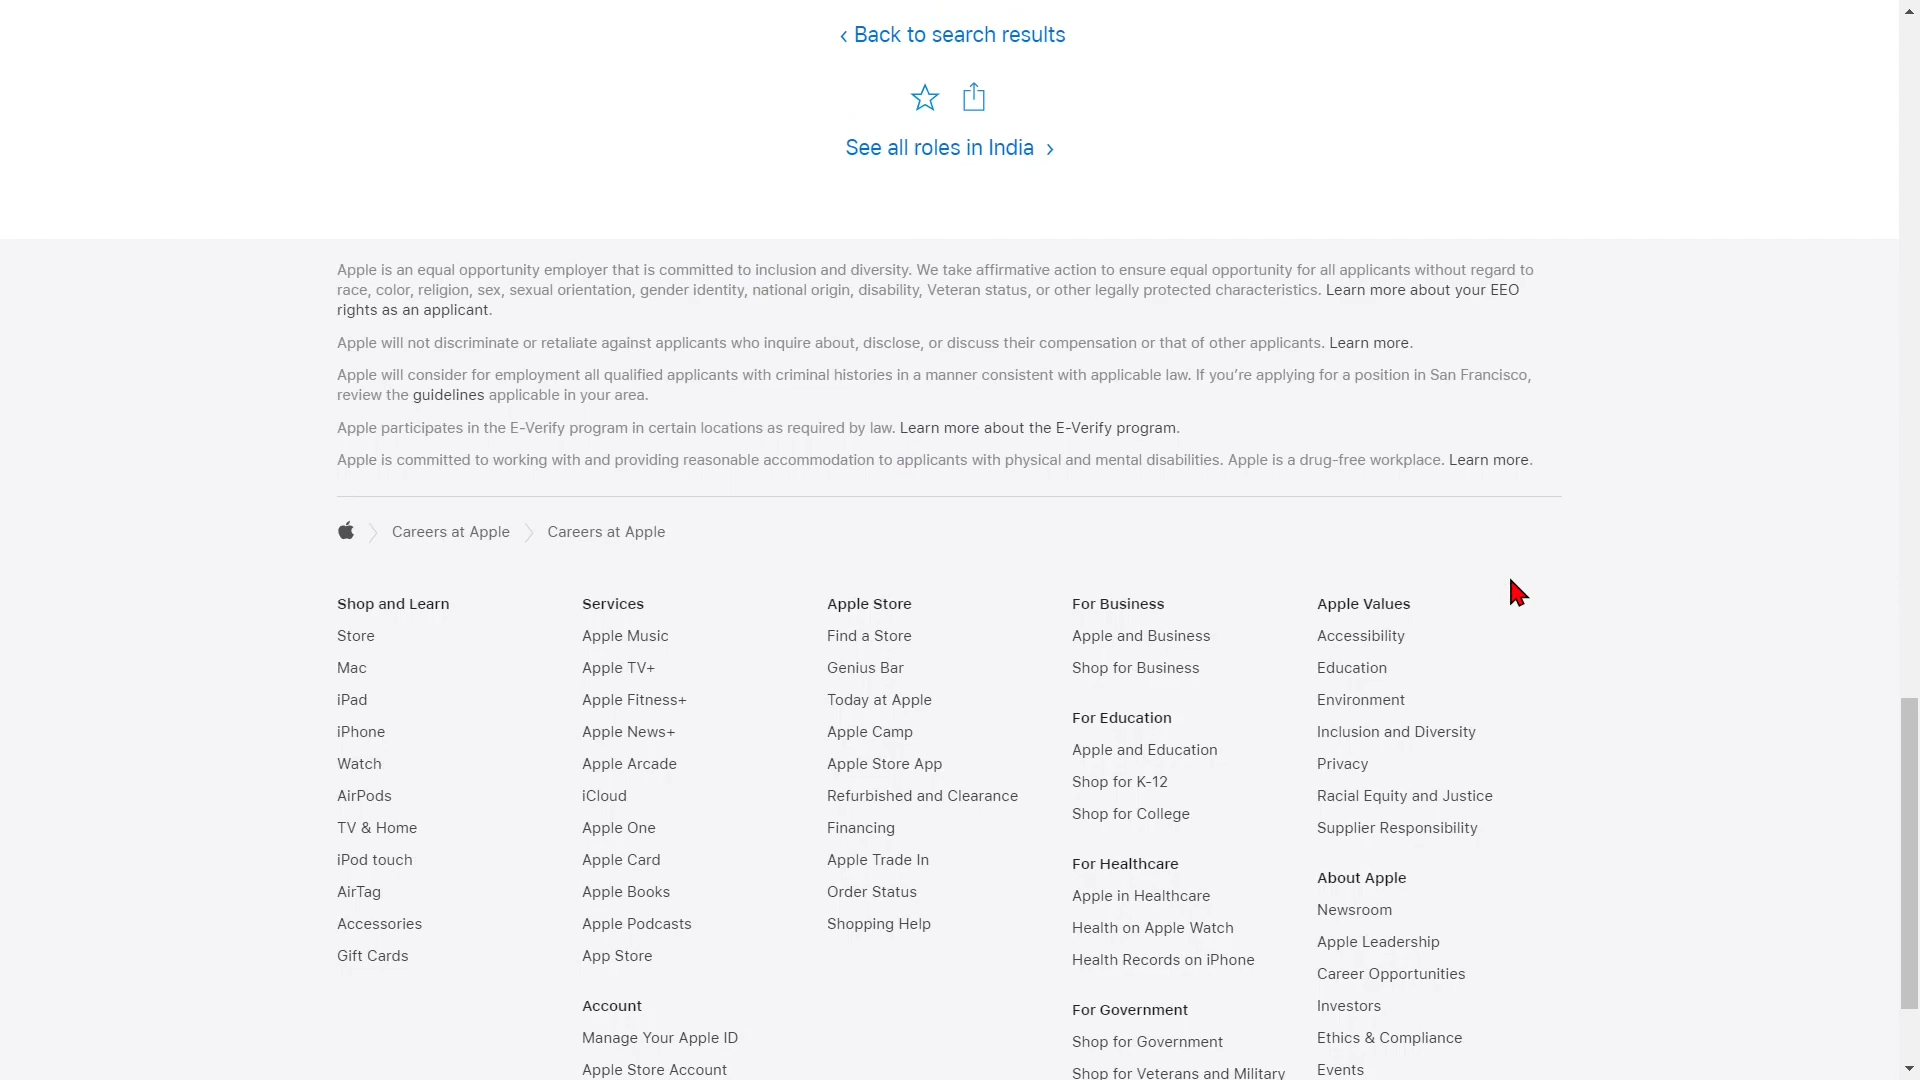 ‹ Back to search results
See all roles in India ›
Apple is an equal opportunity employer that is committed to inclusion and diversity. We take affirmative action to ensure equal opportunity for all applicants without regard to
race, color, religion, sex, sexual orientation, gender identity, national origin, disability, Veteran status, or other legally protected characteristics. Learn more about your EEO
rights as an applicant.
Apple will not discriminate or retaliate against applicants who inquire about, disclose, or discuss their compensation or that of other applicants. Learn more.
Apple will consider for employment all qualified applicants with criminal histories in a manner consistent with applicable law. If you’re applying for a position in San Francisco,
review the guidelines applicable in your area.
Apple participates in the E-Verify program in certain locations as required by law. Learn more about the E-Verify program.
Apple is committed to working with and providing reasonable accommodation to applicants with physical and mental disabilities. Apple is a drug-free workplace. Learn more.
Careers at Apple
Careers at Apple
Shop and Learn
Store
Mac
iPad
iPhone
Watch
AirPods
TV & Home
iPod touch
AirTag
Accessories
Gift Cards
Services
Apple Music
Apple TV+
Apple Fitness+
Apple News+
Apple Arcade
iCloud
Apple One
Apple Card
Apple Books
Apple Podcasts
App Store
Account
Manage Your Apple ID
Apple Store Account
Apple Store
Find a Store
Genius Bar
Today at Apple
Apple Camp
Apple Store App
Refurbished and Clearance
Financing
Apple Trade In
Order Status
Shopping Help
For Business
Apple and Business
Shop for Business
For Education
Apple and Education
Shop for K-12
Shop for College
For Healthcare
Apple in Healthcare
Health on Apple Watch
Health Records on iPhone
For Government
Shop for Government
Shop for Veterans and Military
Apple Values
Accessibility
Education
Environment
Inclusion and Diversity
Privacy
Racial Equity and Justice
Supplier Responsibility
About Apple
Newsroom
Apple Leadership
Career Opportunities
Investors
Ethics & Compliance
Events